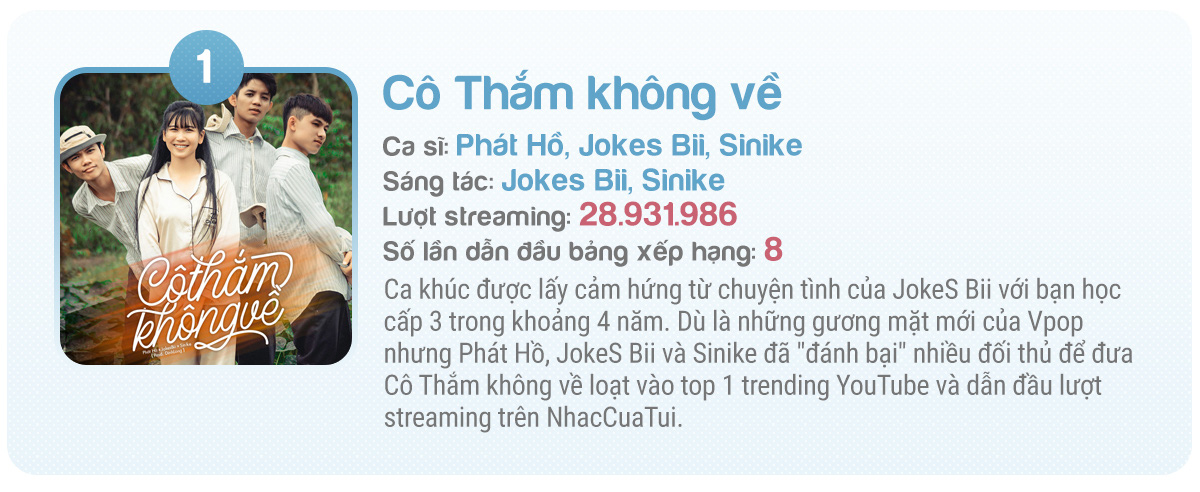 1
Cô Thắm không về
Ca sĩ: Phát Hồ, Jokes Bii, Sinike
Sáng tác: Jokes Bii, Sinike
Lượt streaming: 28.931.986
Số lần dẫn đầu bảng xếp hạng: 8
Ca khúc được lấy cảm hứng từ chuyện tình của JokeS Bii với bạn học
cấp 3 trong khoảng 4 năm. Dù là những gương mặt mới của Vpop
nhưng Phát Hồ, JokeS Bii và Sinike đã "đánh bại" nhiều đối thủ để đưa
Cô Thắm không về loạt vào top 1 trending YouTube và dẫn đầu lượt
streaming trên NhacCuaTui.
Cô thắm
không về